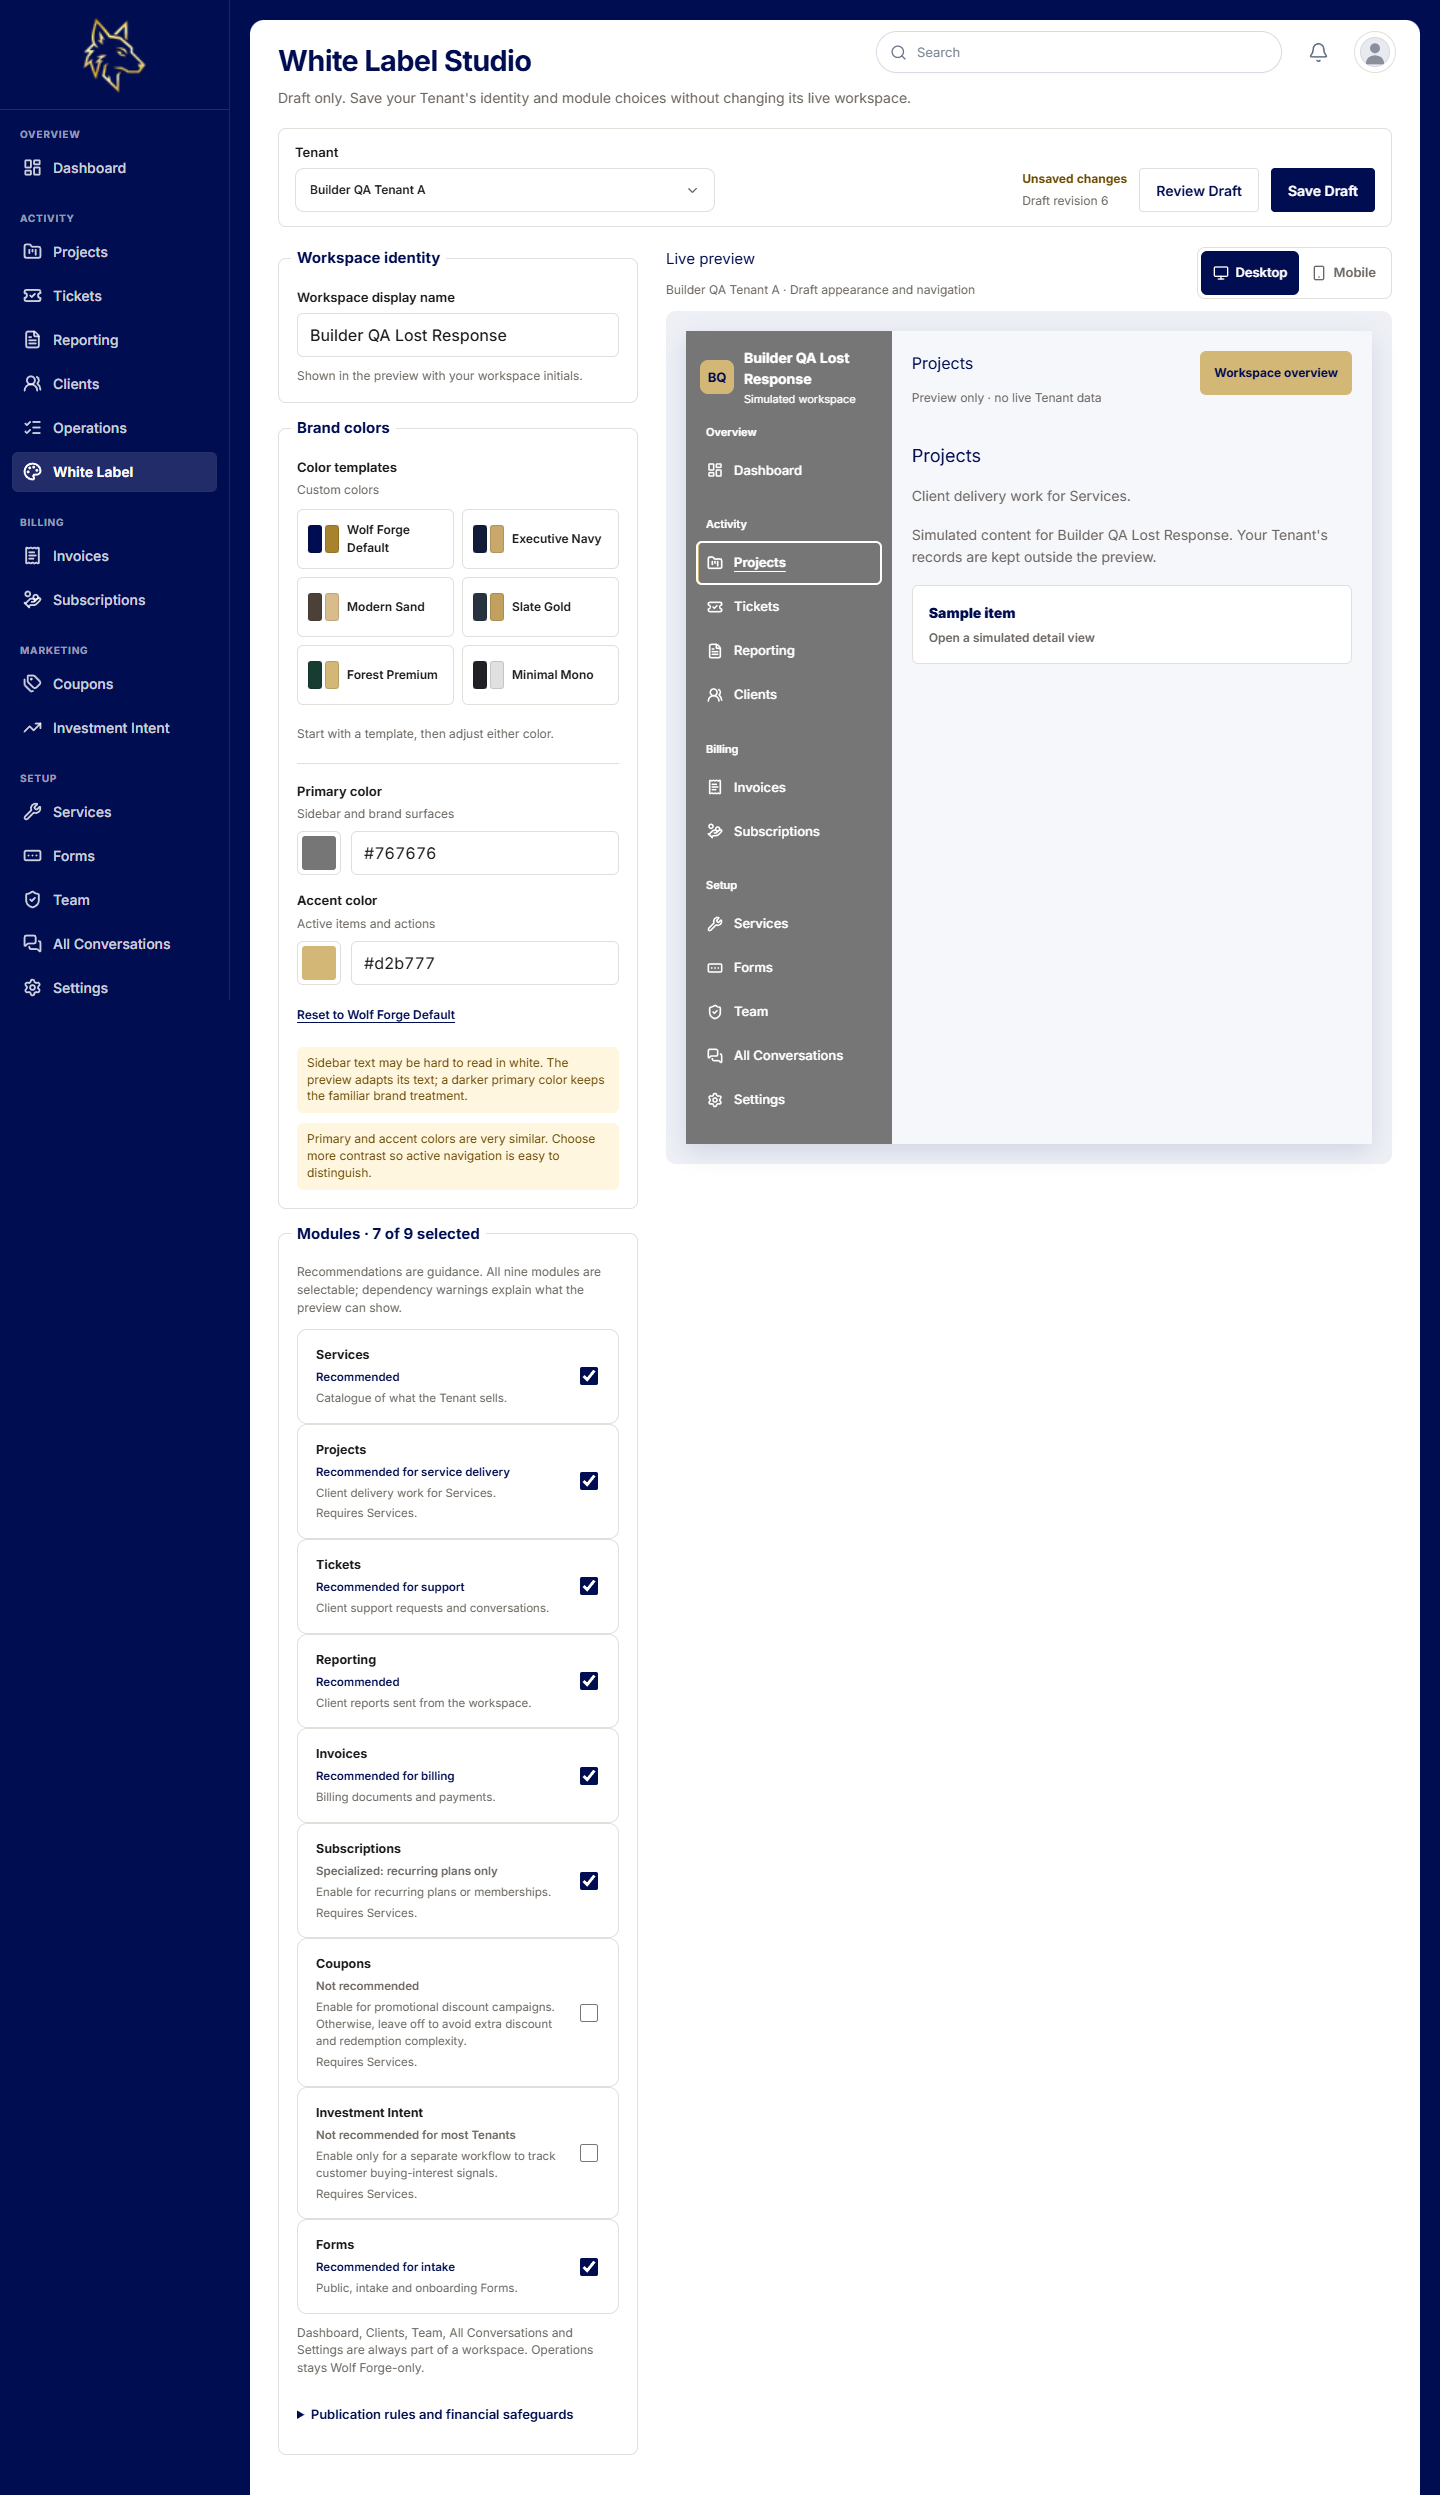 OVERVIEW
Dashboard
ACTIVITY
Projects
Tickets
Reporting
Clients
Operations
White Label
BILLING
Invoices
Subscriptions
MARKETING
Coupons
Investment Intent
SETUP
Services
Forms
Team
All Conversations
Settings
White Label Studio
Search
Draft only. Save your Tenant's identity and module choices without changing its live workspace.
Tenant
Builder QA Tenant A
Unsaved changes
Draft revision 6
Review Draft
Save Draft
Workspace identity
Workspace display name
Builder QA Lost Response
Shown in the preview with your workspace initials.
Brand colors
Color templates
Custom colors
Wolf Forge
Default
Executive Navy
Modern Sand
Slate Gold
Forest Premium
Minimal Mono
Start with a template, then adjust either color.
Primary color
Sidebar and brand surfaces
#767676
Accent color
Active items and actions
#d2b777
Reset to Wolf Forge Default
Sidebar text may be hard to read in white. The
preview adapts its text; a darker primary color keeps
the familiar brand treatment.
Primary and accent colors are very similar. Choose
more contrast so active navigation is easy to
distinguish.
Modules · 7 of 9 selected
Recommendations are guidance. All nine modules are
selectable; dependency warnings explain what the
preview can show.
Services
Recommended
Catalogue of what the Tenant sells.
Projects
Recommended for service delivery
Client delivery work for Services.
Requires Services.
Tickets
Recommended for support
Client support requests and conversations.
Reporting
Recommended
Client reports sent from the workspace.
Invoices
Recommended for billing
Billing documents and payments.
Subscriptions
Specialized: recurring plans only
Enable for recurring plans or memberships.
Requires Services.
Coupons
Not recommended
Enable for promotional discount campaigns.
Otherwise, leave off to avoid extra discount
and redemption complexity.
Requires Services.
Investment Intent
Not recommended for most Tenants
Enable only for a separate workflow to track
customer buying-interest signals.
Requires Services.
Forms
Recommended for intake
Public, intake and onboarding Forms.
Dashboard, Clients, Team, All Conversations and
Settings are always part of a workspace. Operations
stays Wolf Forge-only.
Publication rules and financial safeguards
Live preview
Builder QA Tenant A · Draft appearance and navigation
Desktop
Mobile
BQ
Builder QA Lost
Response
Simulated workspace
Overview
Dashboard
Activity
Projects
Tickets
Reporting
Clients
Billing
Invoices
Subscriptions
Setup
Services
Forms
Team
All Conversations
Settings
Projects
Preview only · no live Tenant data
Workspace overview
Projects
Client delivery work for Services.
Simulated content for Builder QA Lost Response. Your Tenant's
records are kept outside the preview.
Sample item
Open a simulated detail view